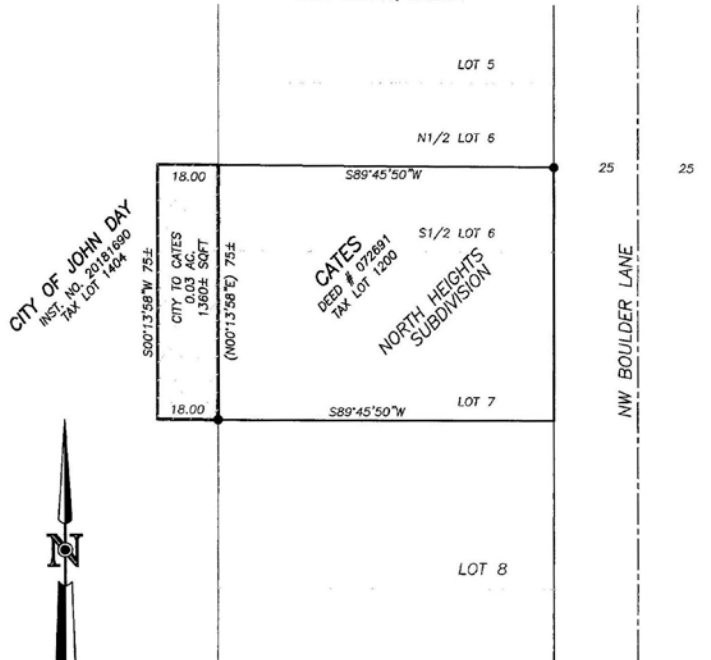 LOT 5
N1/2 LOT 6
18.00
S89°45'50"W
25
25
CITY OF JOHN DAY
INST. NO. 20181690
TAX LOT 1404
S00°13'58"W 75±
CITY TO CATES
0.03 AC.
1360± SQFT
(N00°13'58"E) 75±
CATES
DEED # 072691
TAX LOT 1200
S1/2 LOT 6
NORTH HEIGHTS
SUBDIVISION
NW BOULDER LANE
18.00
S89°45'50"W
LOT 7
N
LOT 8